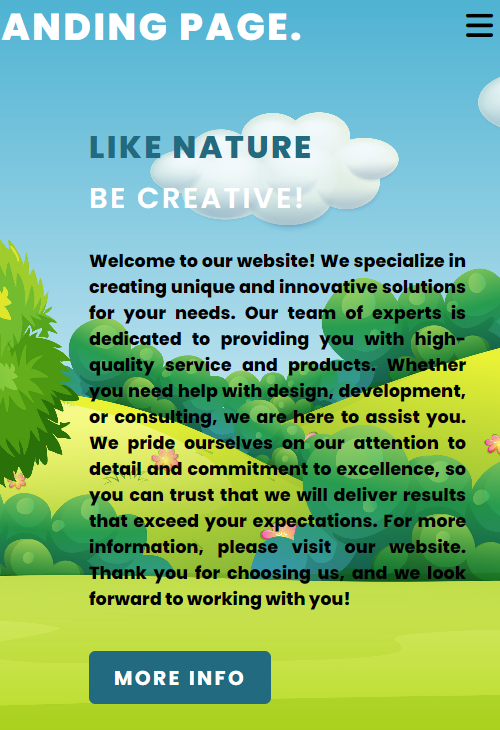 ANDING PAGE.
LIKE NATURE
BE CREATIVE!
Welcome to our website! We specialize in
creating unique and innovative solutions
for your needs. Our team of experts is
dedicated to providing you with high-
quality service and products. Whether
you need help with design, development,
or consulting, we are here to assist you.
We pride ourselves on our attention to
detail and commitment to excellence, so
you can trust that we will deliver results
that exceed your expectations. For more
information, please visit our website.
Thank you for choosing us, and we look
forward to working with you!
MORE INFO